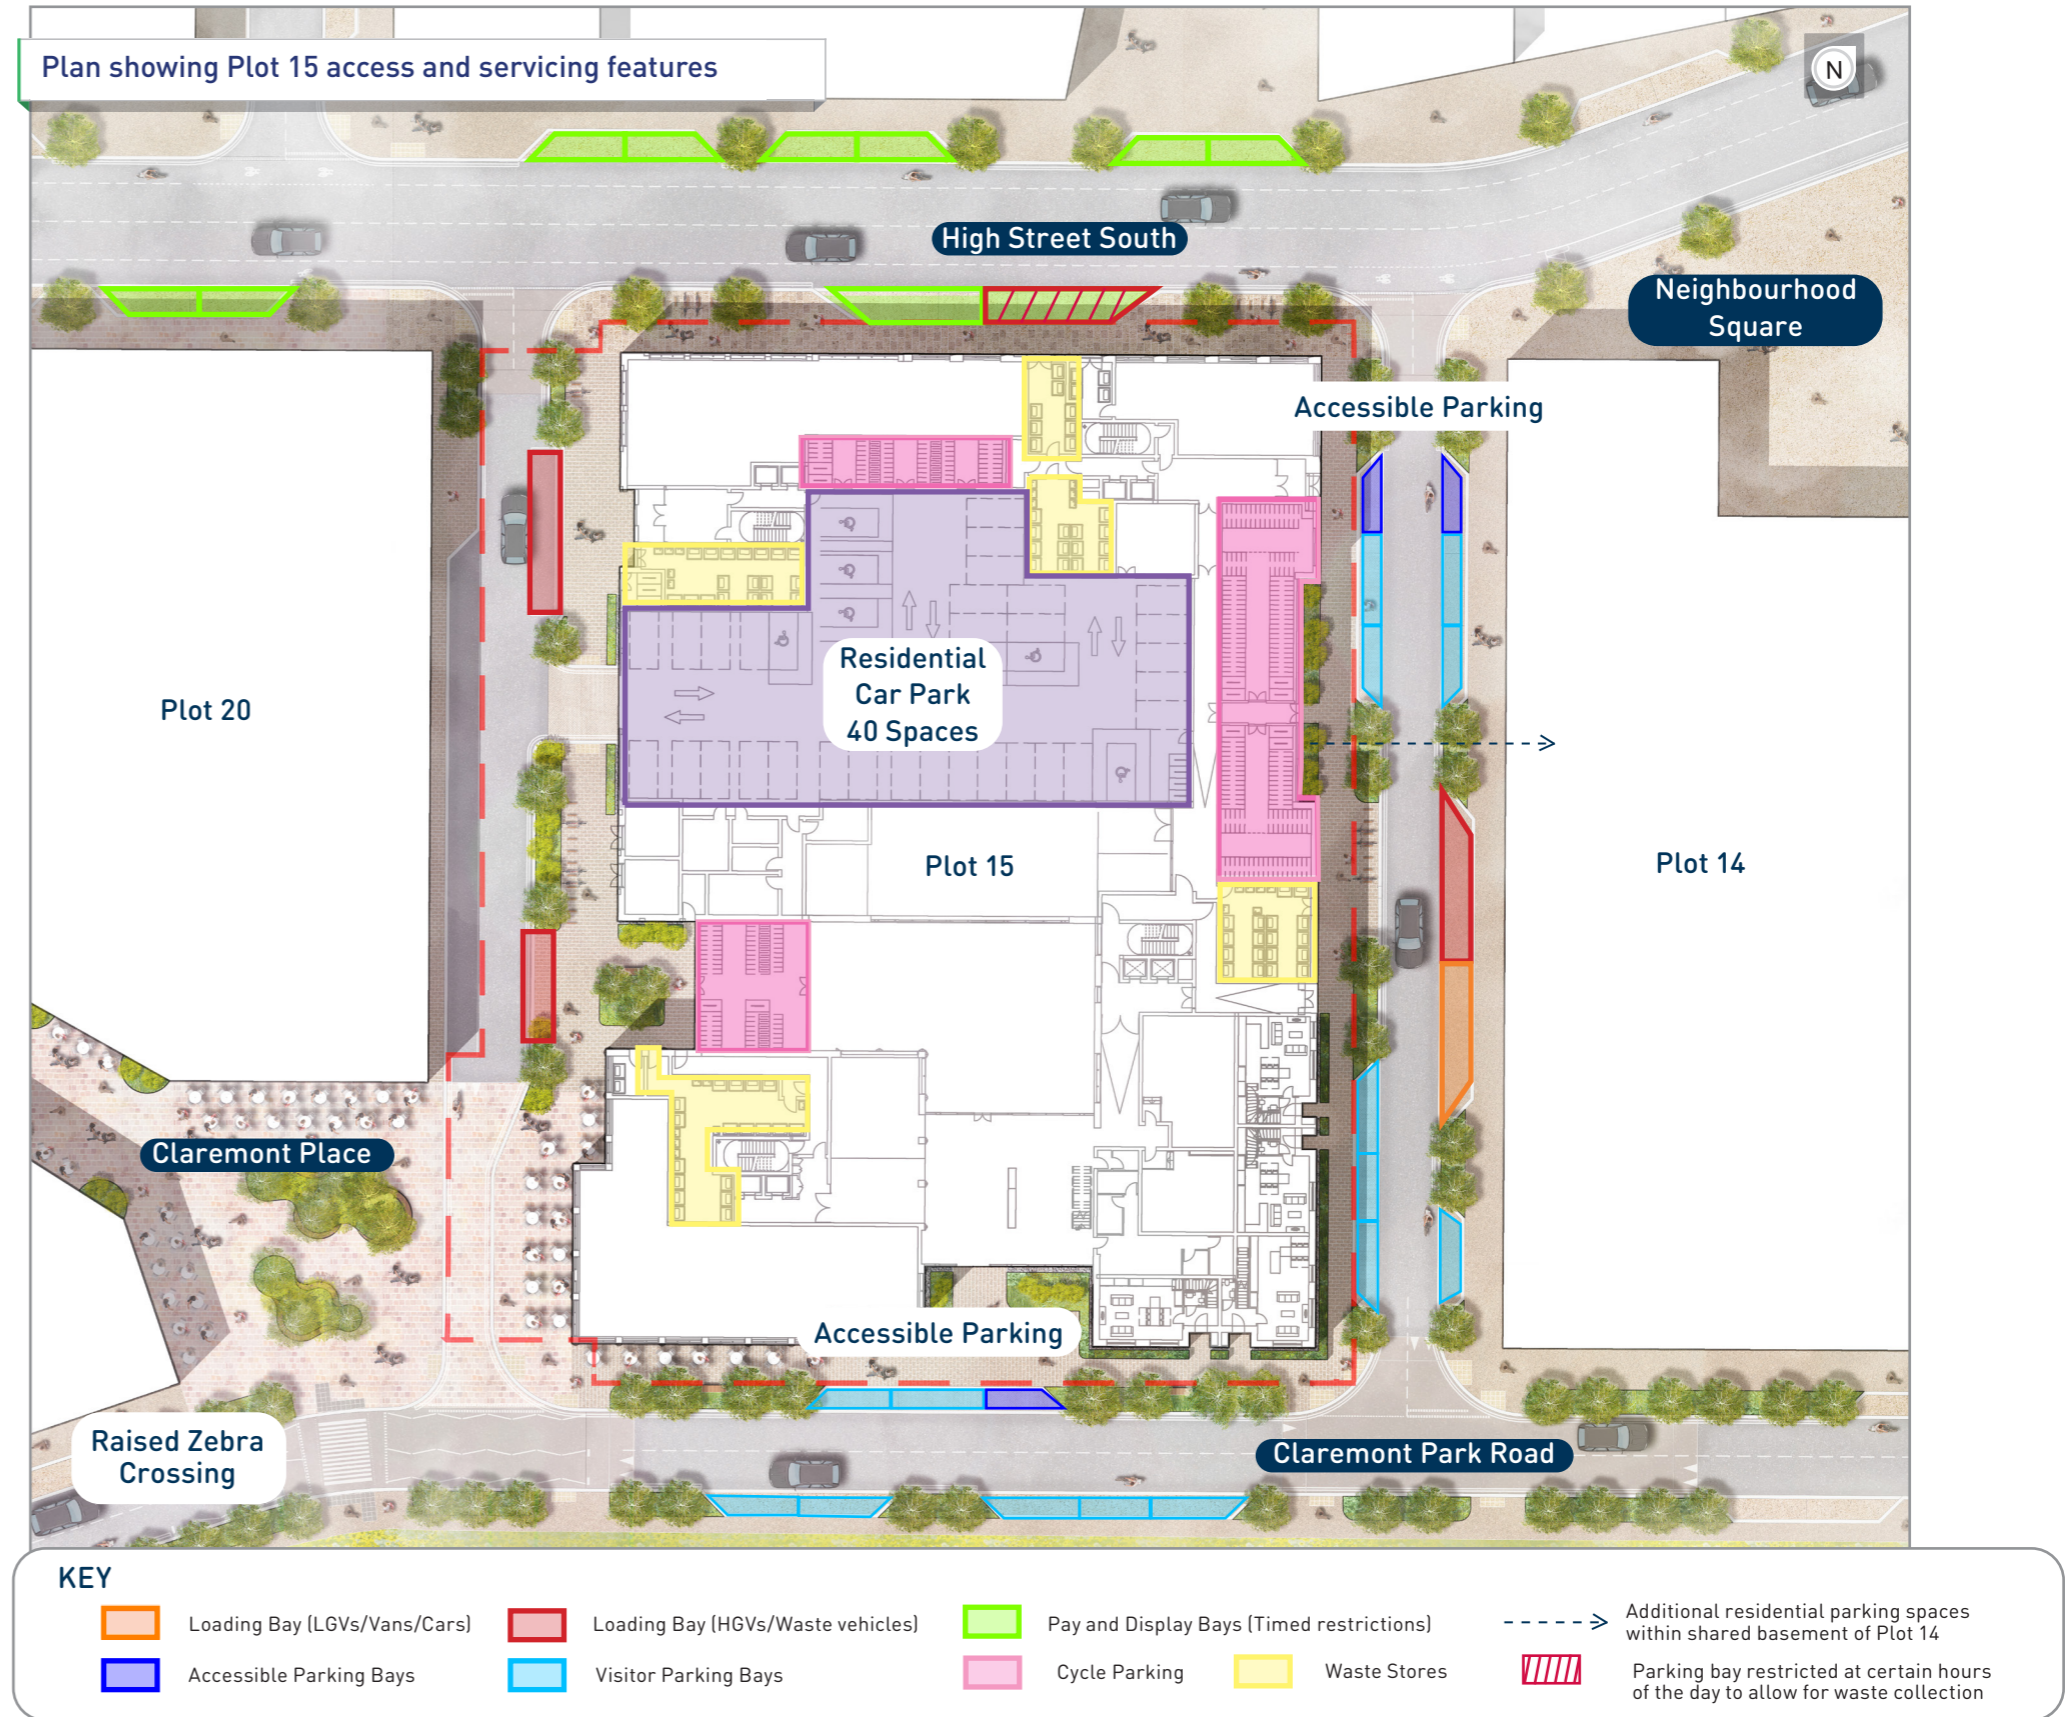 Plan showing Plot 15 access and servicing features
N
High Street South
Neighbourhood
Square
Accessible Parking
Residential
Car Park
40 Spaces
Plot 20
Plot 15
Plot 14
Claremont Place
Accessible Parking
Raised Zebra
Crossing
Claremont Park Road
KEY
Loading Bay (LGVs/Vans/Cars)
Loading Bay (HGVs/Waste vehicles)
Pay and Display Bays (Timed restrictions)
Additional residential parking spaces
within shared basement of Plot 14
Accessible Parking Bays
Visitor Parking Bays
Cycle Parking
Waste Stores
Parking bay restricted at certain hours
of the day to allow for waste collection